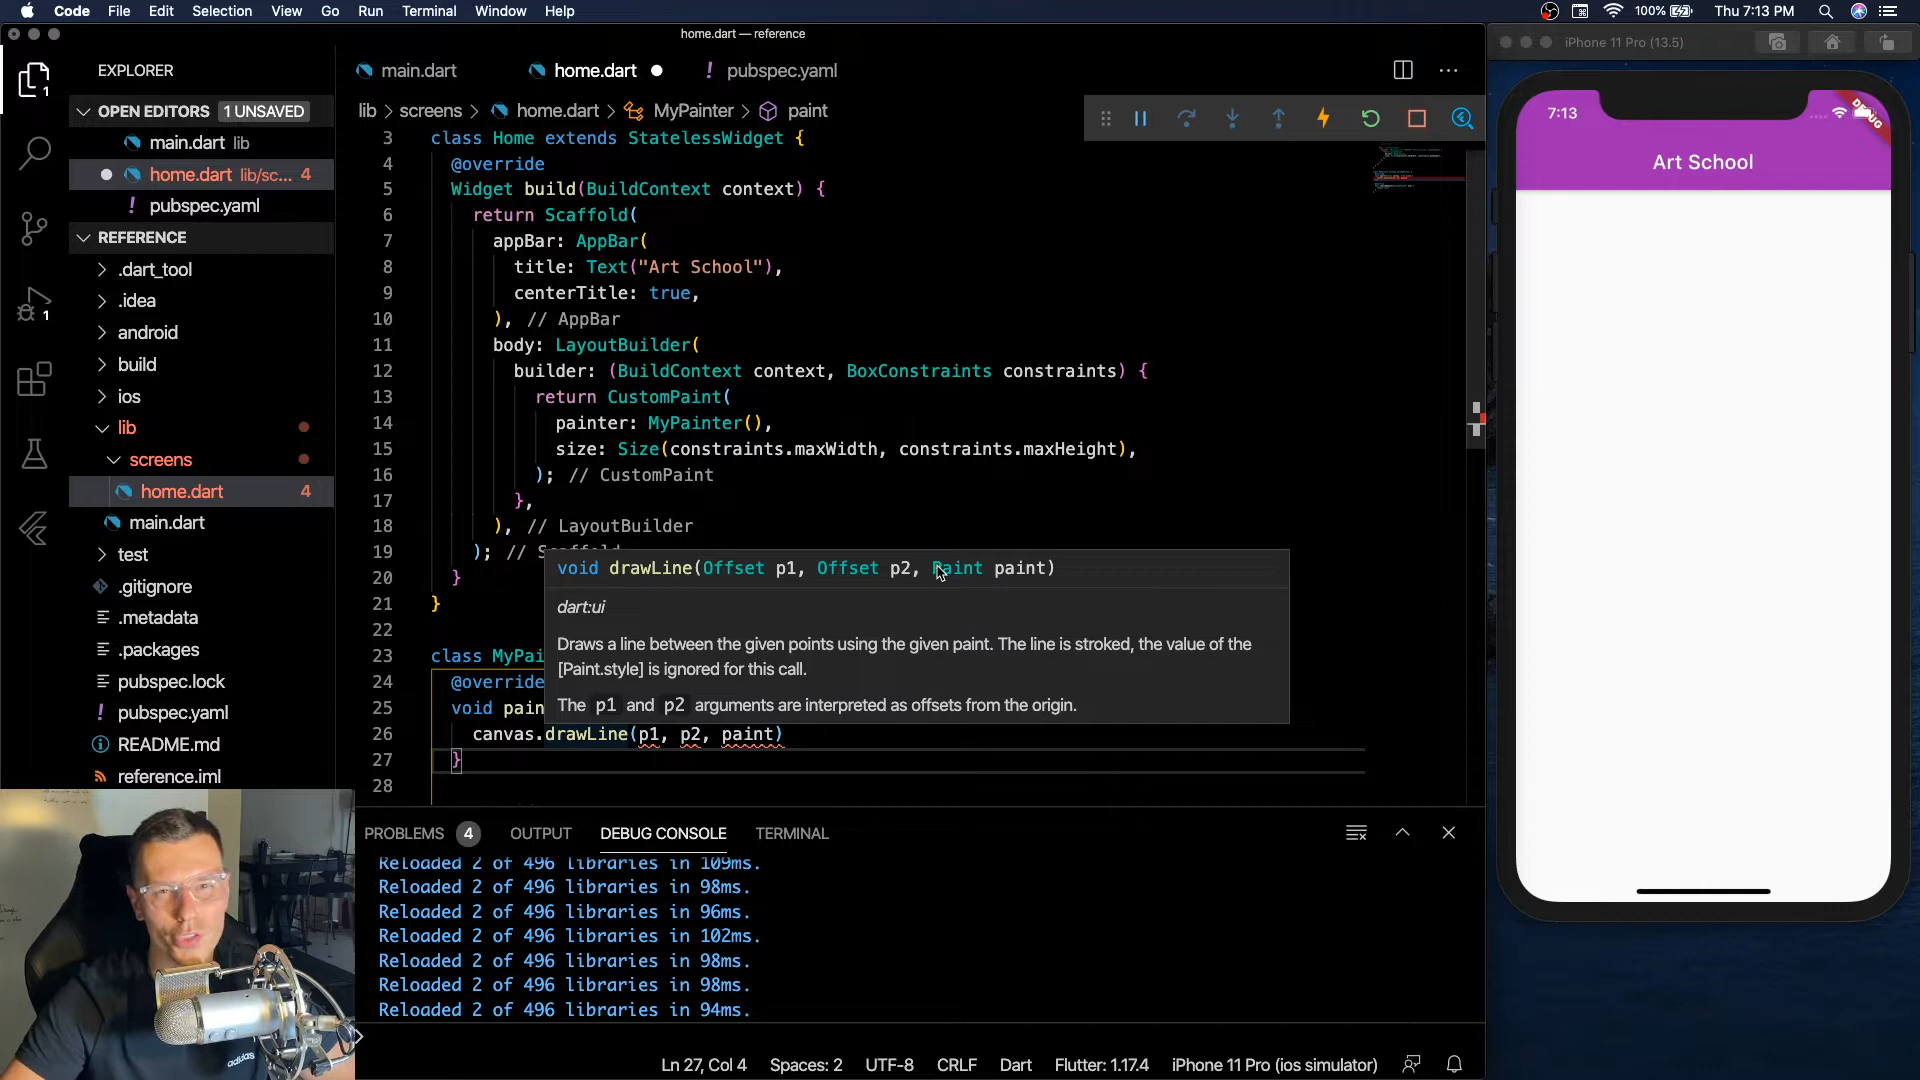 Code File Edit Selection View Go Run Terminal Window Help
100% Thu 7:13 PM
home.dart — reference
EXPLORER
OPEN EDITORS 1 UNSAVED
main.dart lib
home.dart lib/sc... 4
! pubspec.yaml
REFERENCE
.dart_tool
.idea
android
build
ios
lib
screens
home.dart 4
main.dart
test
.gitignore
.metadata
.packages
pubspec.lock
! pubspec.yaml
README.md
reference.iml
1
1
main.dart home.dart ! pubspec.yaml
lib > screens > home.dart > MyPainter > paint
3 class Home extends StatelessWidget {
4 @override
5 Widget build(BuildContext context) {
6 return Scaffold(
7 appBar: AppBar(
8 title: Text("Art School"),
9 centerTitle: true,
10 ), // AppBar
11 body: LayoutBuilder(
12 builder: (BuildContext context, BoxConstraints constraints) {
13 return CustomPaint(
14 painter: MyPainter(),
15 size: Size(constraints.maxWidth, constraints.maxHeight),
16 ); // CustomPaint
17 },
18 ), // LayoutBuilder
19 ); // Scaffold
20 }
21 }
22
23 class MyPai
24 @override
25 void pain
26 canvas.drawLine(p1, p2, paint)
27 }
28
void drawLine(Offset p1, Offset p2, Paint paint)
dart:ui
Draws a line between the given points using the given paint. The line is stroked, the value of the
[Paint.style] is ignored for this call.
The p1 and p2 arguments are interpreted as offsets from the origin.
PROBLEMS 4 OUTPUT DEBUG CONSOLE TERMINAL
Reloaded 2 of 496 libraries in 109ms.
Reloaded 2 of 496 libraries in 98ms.
Reloaded 2 of 496 libraries in 96ms.
Reloaded 2 of 496 libraries in 102ms.
Reloaded 2 of 496 libraries in 98ms.
Reloaded 2 of 496 libraries in 98ms.
Reloaded 2 of 496 libraries in 94ms.
Ln 27, Col 4 Spaces: 2 UTF-8 CRLF Dart Flutter: 1.17.4 iPhone 11 Pro (ios simulator)
iPhone 11 Pro (13.5)
7:13
DEBUG
Art School
adidas